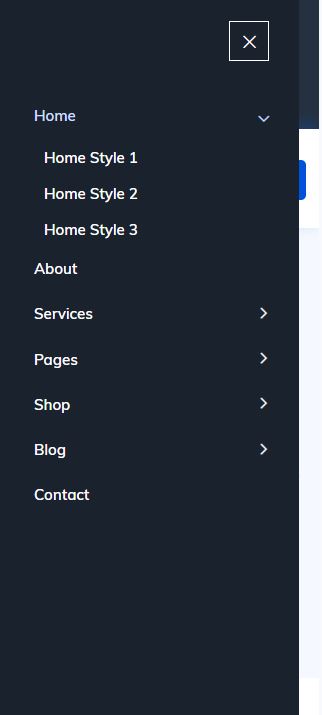 Home
Home Style 1
Home Style 2
Home Style 3
About
Services
Pages
Shop
Blog
Contact